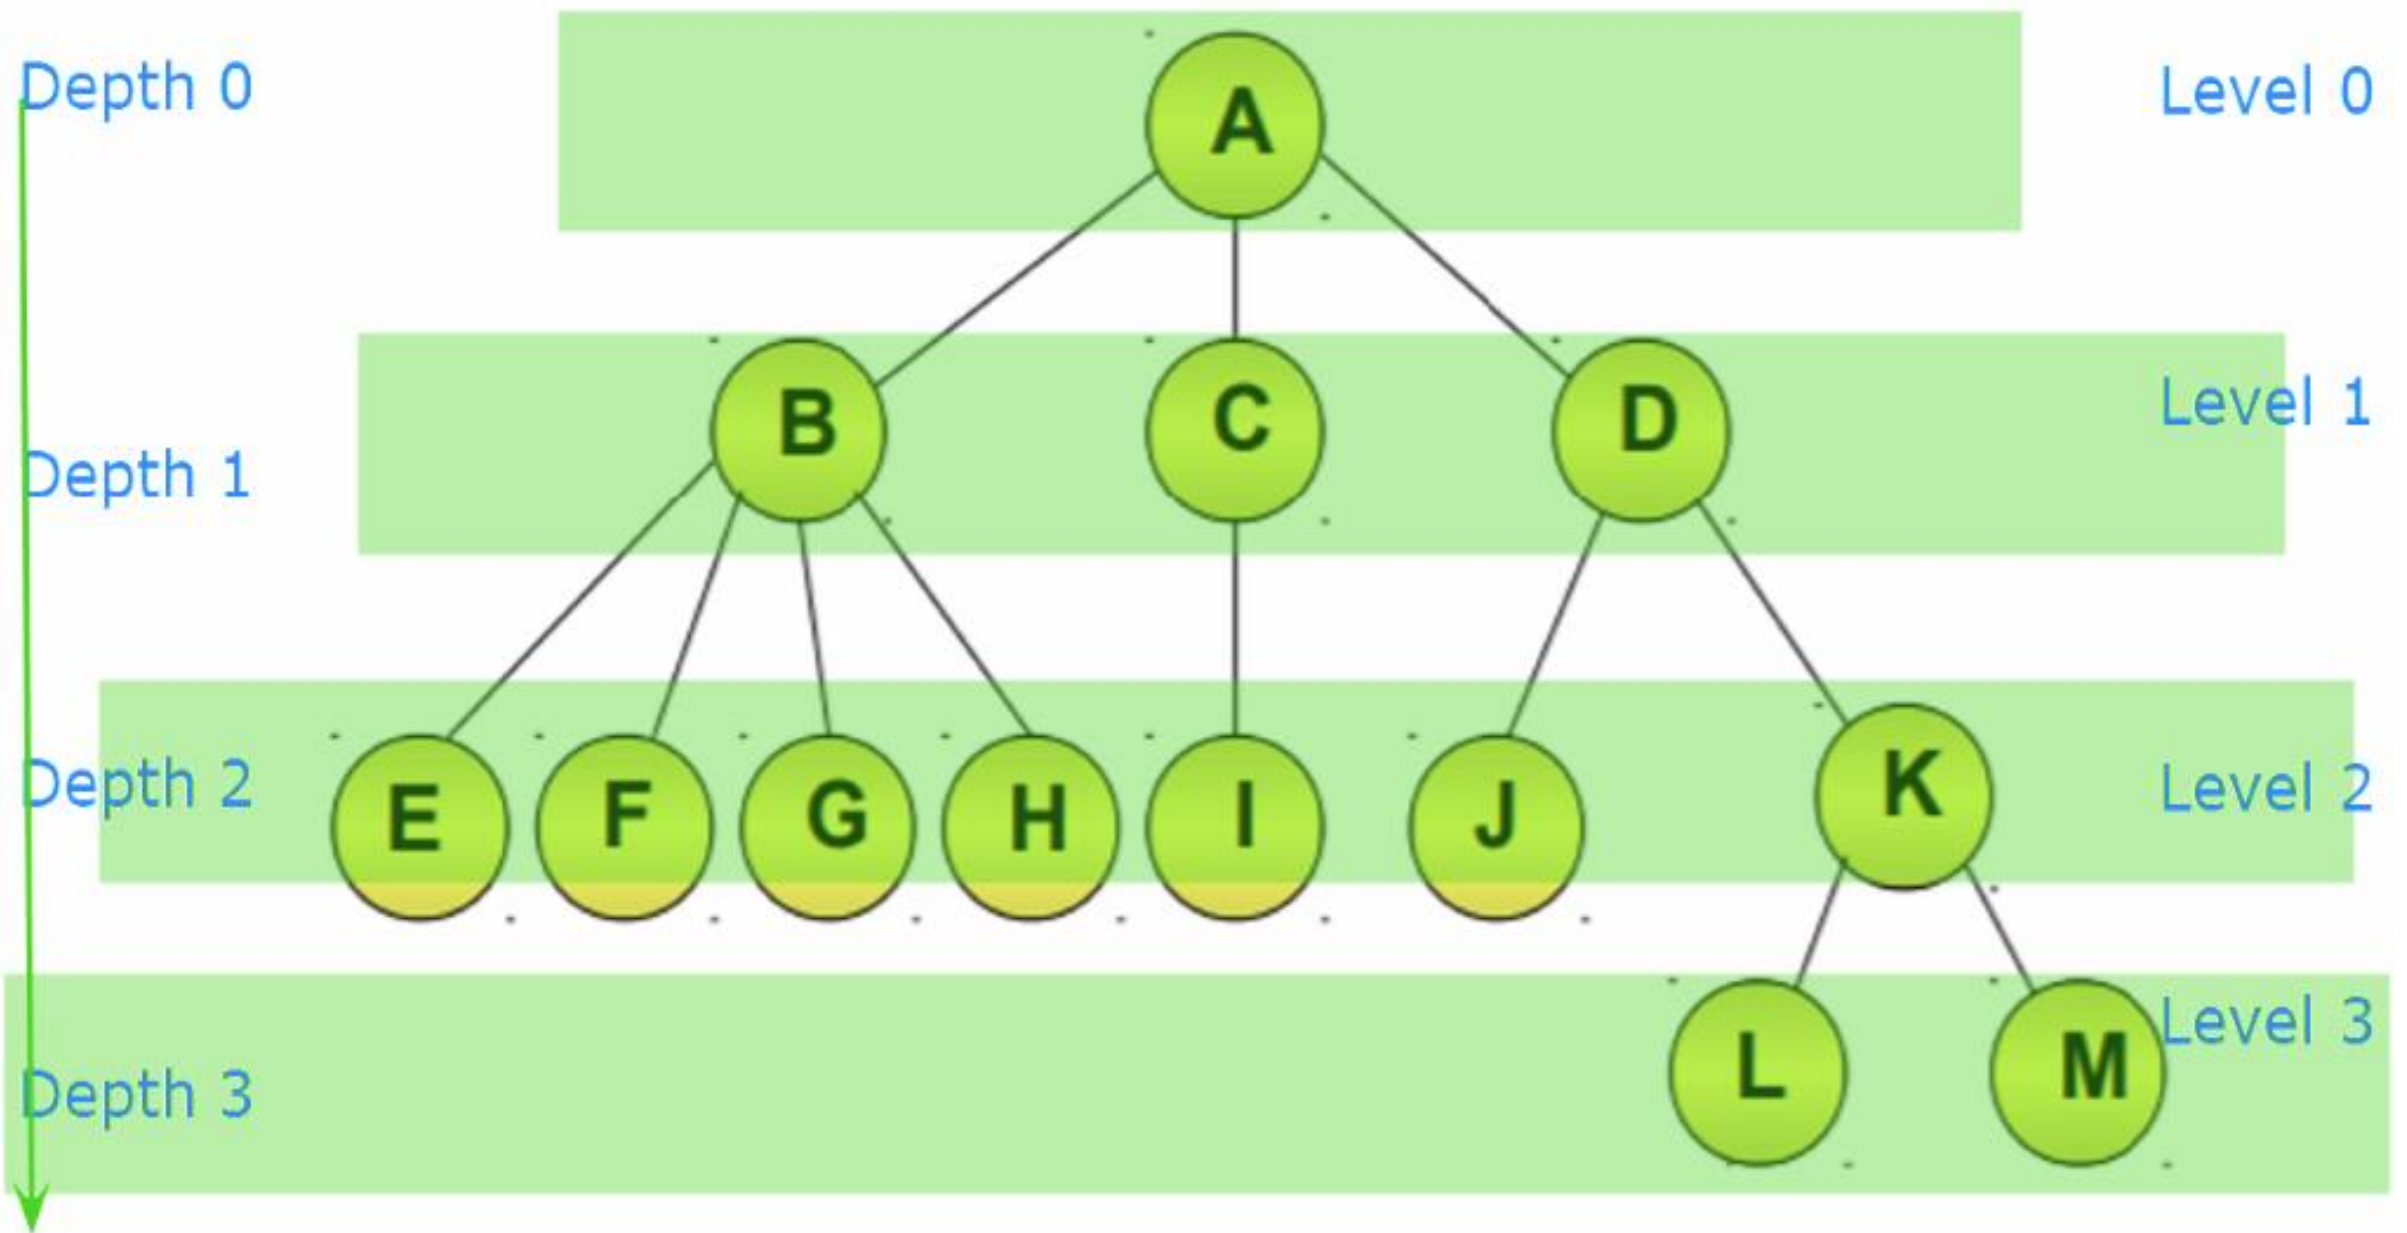 Depth 0
A
Level 0
Depth 1
B
C
D
Level 1
Depth 2
E
F
G
H
I
J
K
Level 2
Depth 3
L
M
Level 3